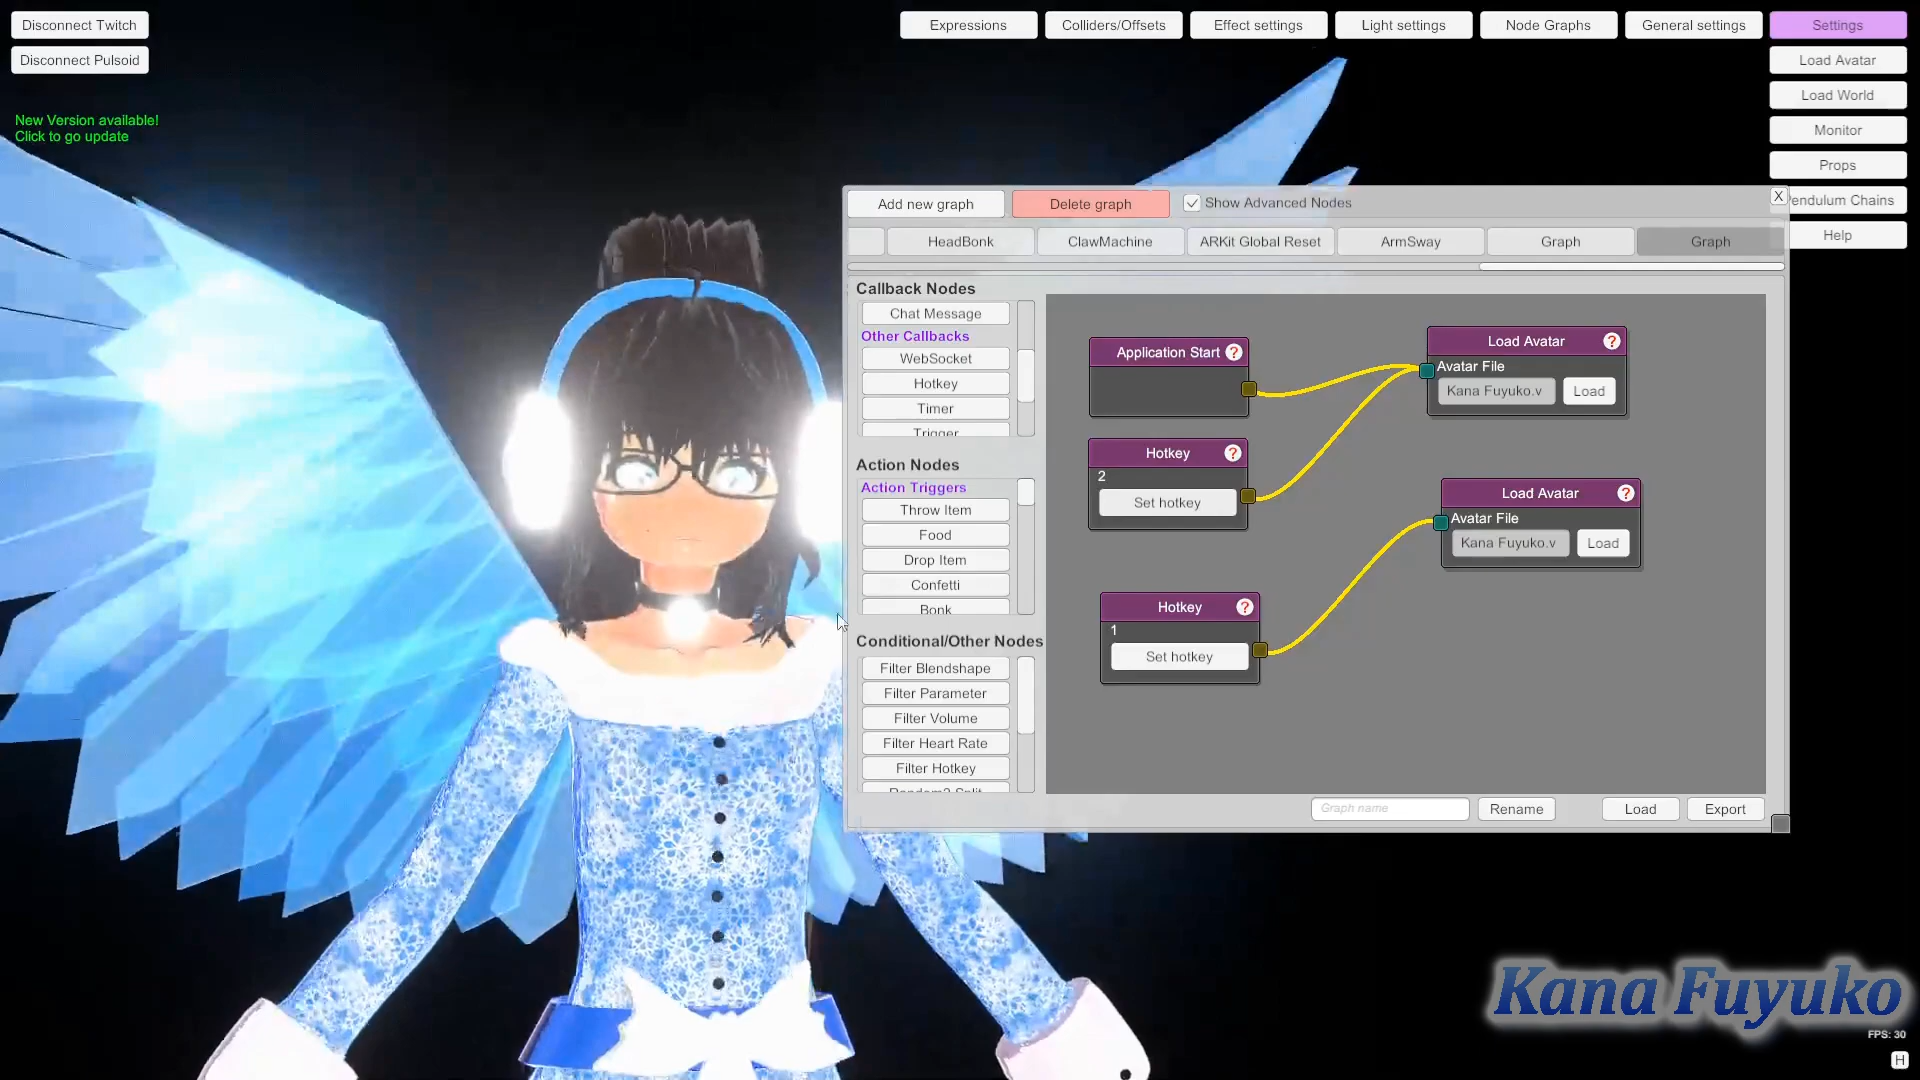 Disconnect Twitch
Disconnect Pulsoid
New Version available!
Click to go update
Expressions
Colliders/Offsets
Effect settings
Light settings
Node Graphs
General settings
Settings
Load Avatar
Load World
Monitor
Props
endulum Chains
Help
Add new graph
Delete graph
Show Advanced Nodes
X
HeadBonk
ClawMachine
ARKit Global Reset
ArmSway
Graph
Graph
Callback Nodes
Chat Message
Other Callbacks
WebSocket
Hotkey
Timer
Trigger
Action Nodes
Action Triggers
Throw Item
Food
Drop Item
Confetti
Bonk
Conditional/Other Nodes
Filter Blendshape
Filter Parameter
Filter Volume
Filter Heart Rate
Filter Hotkey
Random2 Split
Application Start ?
Hotkey ?
2
Set hotkey
Hotkey ?
1
Set hotkey
Load Avatar ?
Avatar File
Kana Fuyuko.v
Load
Load Avatar ?
Avatar File
Kana Fuyuko.v
Load
Graph name
Rename
Load
Export
Kana Fuyuko
FPS: 30
H